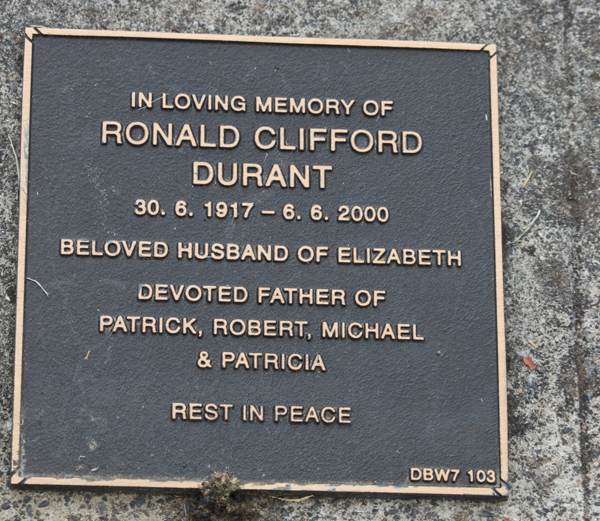 IN LOVING MEMORY OF
RONALD CLIFFORD
DURANT
30. 6. 1917 – 6. 6. 2000
BELOVED HUSBAND OF ELIZABETH
DEVOTED FATHER OF
PATRICK, ROBERT, MICHAEL
& PATRICIA
REST IN PEACE
DBW7 103